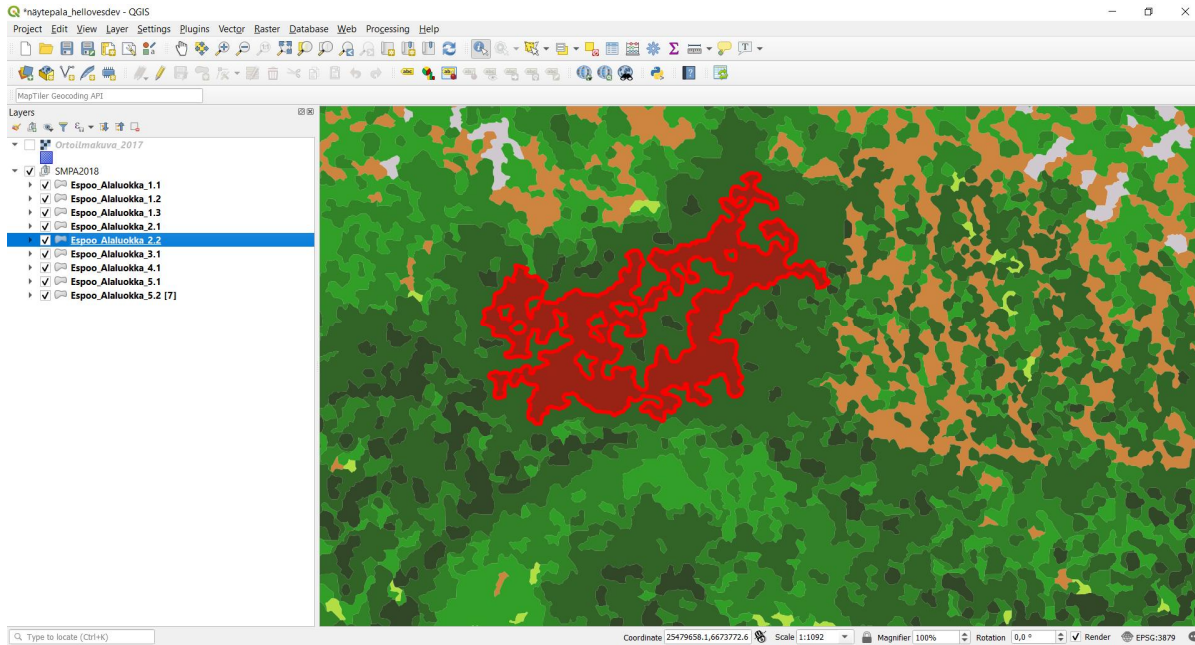 *näytepala_hellovesdev - QGIS
Project Edit View Layer Settings Plugins Vector Raster Database Web Processing Help
MapTiler Geocoding API
Layers
Ortoilmakuva_2017
SMPA2018
Espoo_Alaluokka_1.1
Espoo_Alaluokka_1.2
Espoo_Alaluokka_1.3
Espoo_Alaluokka_2.1
Espoo_Alaluokka_2.2
Espoo_Alaluokka_3.1
Espoo_Alaluokka_4.1
Espoo_Alaluokka_5.1
Espoo_Alaluokka_5.2 [7]
Type to locate (Ctrl+K) Coordinate 25479658.1,6673772.6 Scale 1:1092 Magnifier 100% Rotation 0,0 ° Render EPSG:3879